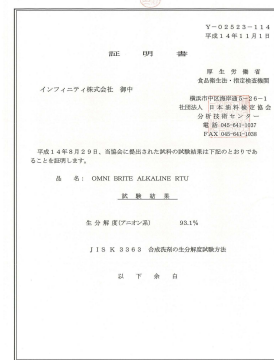 Y-02523-114
平成14年11月1日
証明書
厚生労働省
食品衛生法・指定検査機関
インフィニティ株式会社 御中
横浜市中区海岸通5-26-1
社団法人 日本油料検定協会
分析技術センター
電話 045-641-1037
FAX 045-641-1038
平成14年8月29日、当協会に提出された試料の試験結果は下記のとおりであ
ることを証明します。
品 名: OMNI BRITE ALKALINE RTU
試験結果
生分解度(アニオン系) 93.1%
JIS K 3363 合成洗剤の生分解度試験方法
以下余白